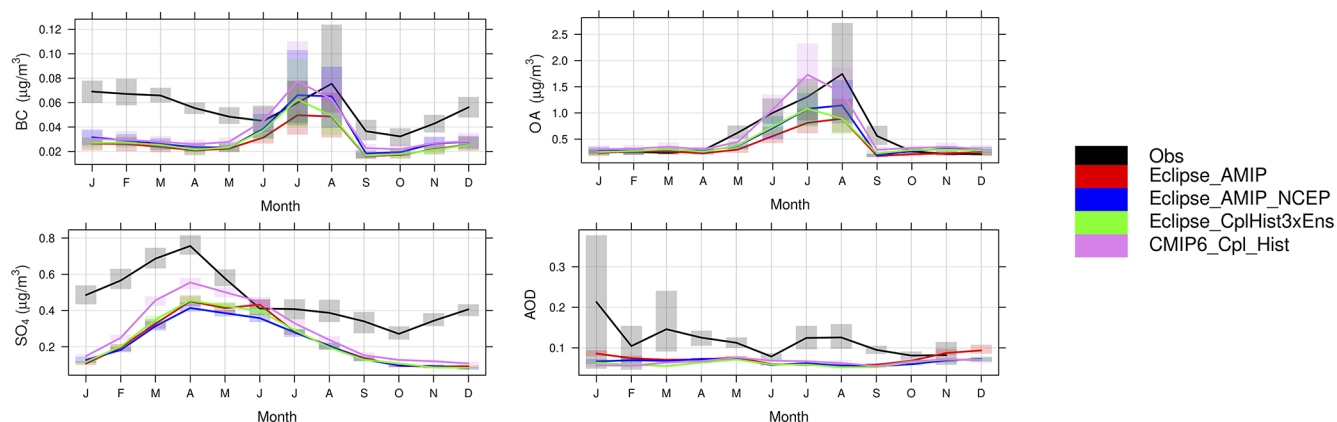 BC (µg/m³)
0.12
0.10
0.08
0.06
0.04
0.02
J F M A M J J A S O N D
Month
OA (µg/m³)
2.5
2.0
1.5
1.0
0.5
J F M A M J J A S O N D
Month
SO₄ (µg/m³)
0.8
0.6
0.4
0.2
J F M A M J J A S O N D
Month
AOD
0.3
0.2
0.1
J F M A M J J A S O N D
Month
Obs
Eclipse_AMIP
Eclipse_AMIP_NCEP
Eclipse_CplHist3xEns
CMIP6_Cpl_Hist